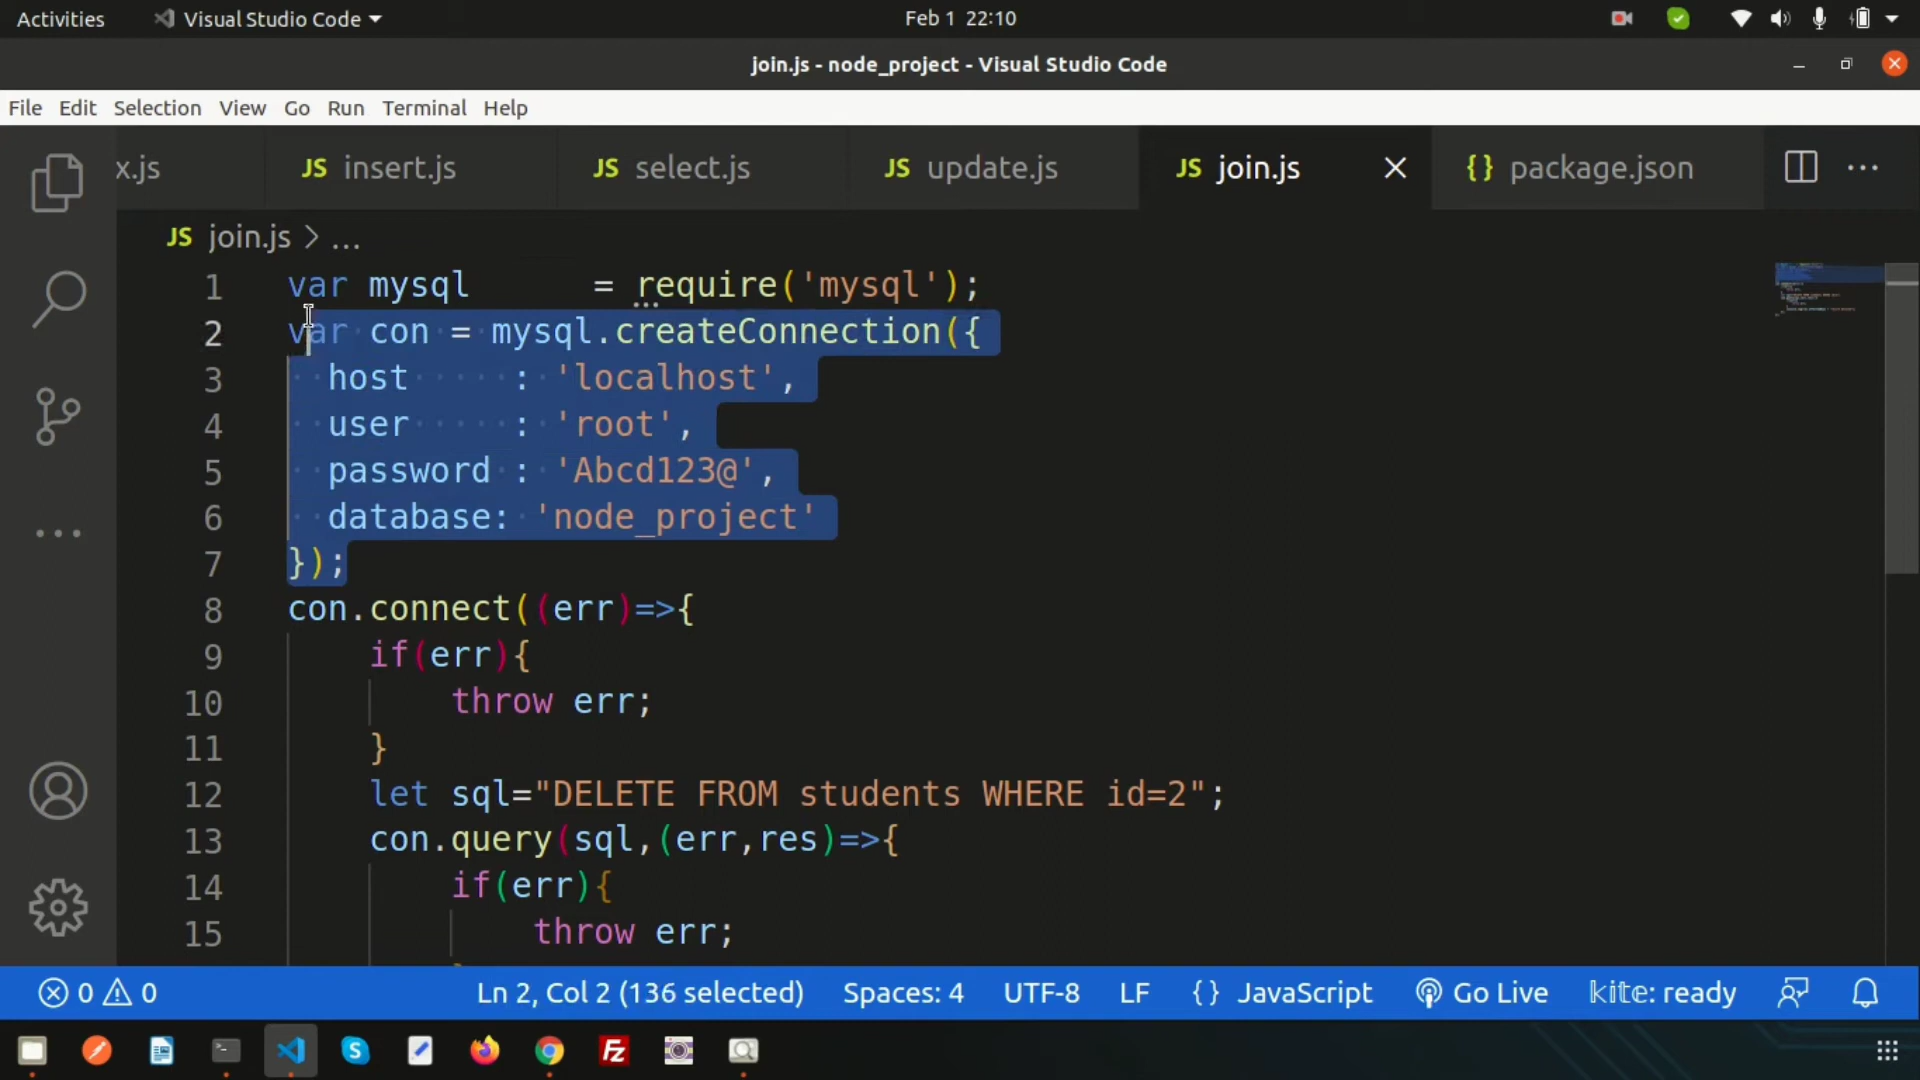 Activities Visual Studio Code Feb 1 22:10
join.js - node_project - Visual Studio Code
File Edit Selection View Go Run Terminal Help
x.js JS insert.js JS select.js JS update.js JS join.js {} package.json
JS join.js > ...
1 var mysql = require('mysql');
2 var con = mysql.createConnection({
3 host : 'localhost',
4 user : 'root',
5 password : 'Abcd123@',
6 database: 'node_project'
7 });
8 con.connect((err)=>{
9 if(err){
10 throw err;
11 }
12 let sql="DELETE FROM students WHERE id=2";
13 con.query(sql,(err,res)=>{
14 if(err){
15 throw err;
0 0 Ln 2, Col 2 (136 selected) Spaces: 4 UTF-8 LF {} JavaScript Go Live kite: ready